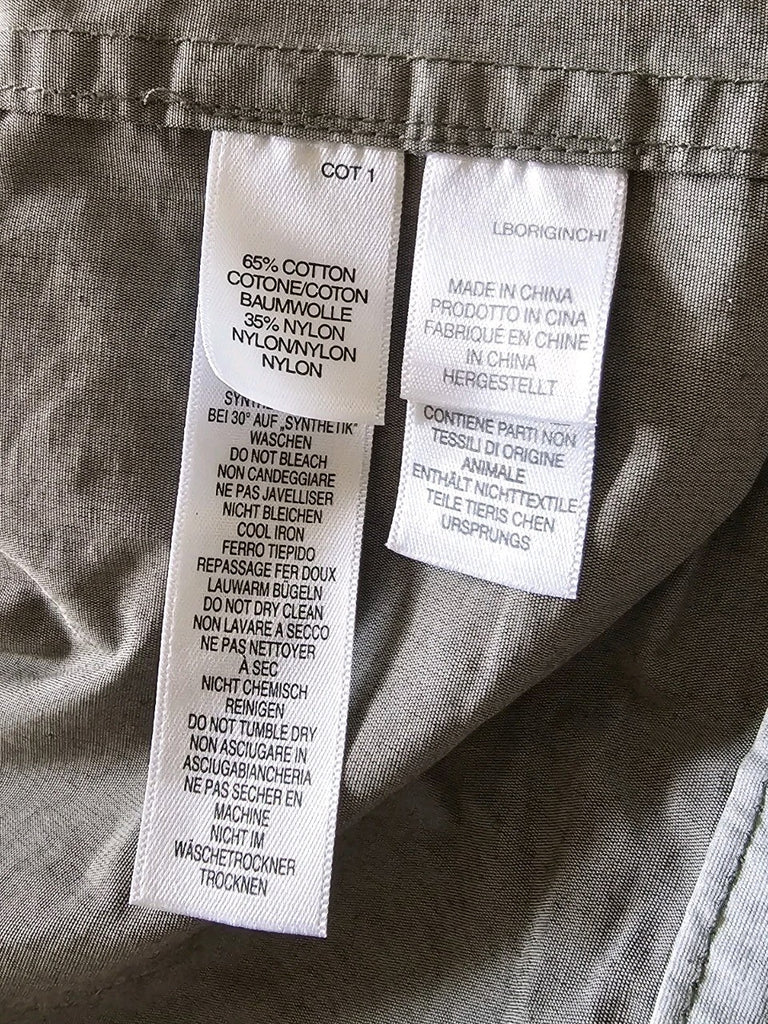 COT 1
65% COTTON
COTONE/COTON
BAUMWOLLE
35% NYLON
NYLON/NYLON
NYLON
BEI 30° AUF „SYNTHETIK“
WASCHEN
DO NOT BLEACH
NON CANDEGGIARE
NE PAS JAVELLISER
NICHT BLEICHEN
COOL IRON
FERRO TIEPIDO
REPASSAGE FER DOUX
LAUWARM BÜGELN
DO NOT DRY CLEAN
NON LAVARE A SECCO
NE PAS NETTOYER
À SEC
NICHT CHEMISCH
REINIGEN
DO NOT TUMBLE DRY
NON ASCIUGARE IN
ASCIUGABIANCHERIA
NE PAS SÉCHER EN
MACHINE
NICHT IM
WÄSCHETROCKNER
TROCKNEN
LBORIGINCHI
MADE IN CHINA
PRODOTTO IN CINA
FABRIQUÉ EN CHINE
IN CHINA
HERGESTELLT
CONTIENE PARTI NON
TESSILI DI ORIGINE
ANIMALE
ENTHÄLT NICHTTEXTILE
TEILE TIERIS CHEN
URSPRUNGS